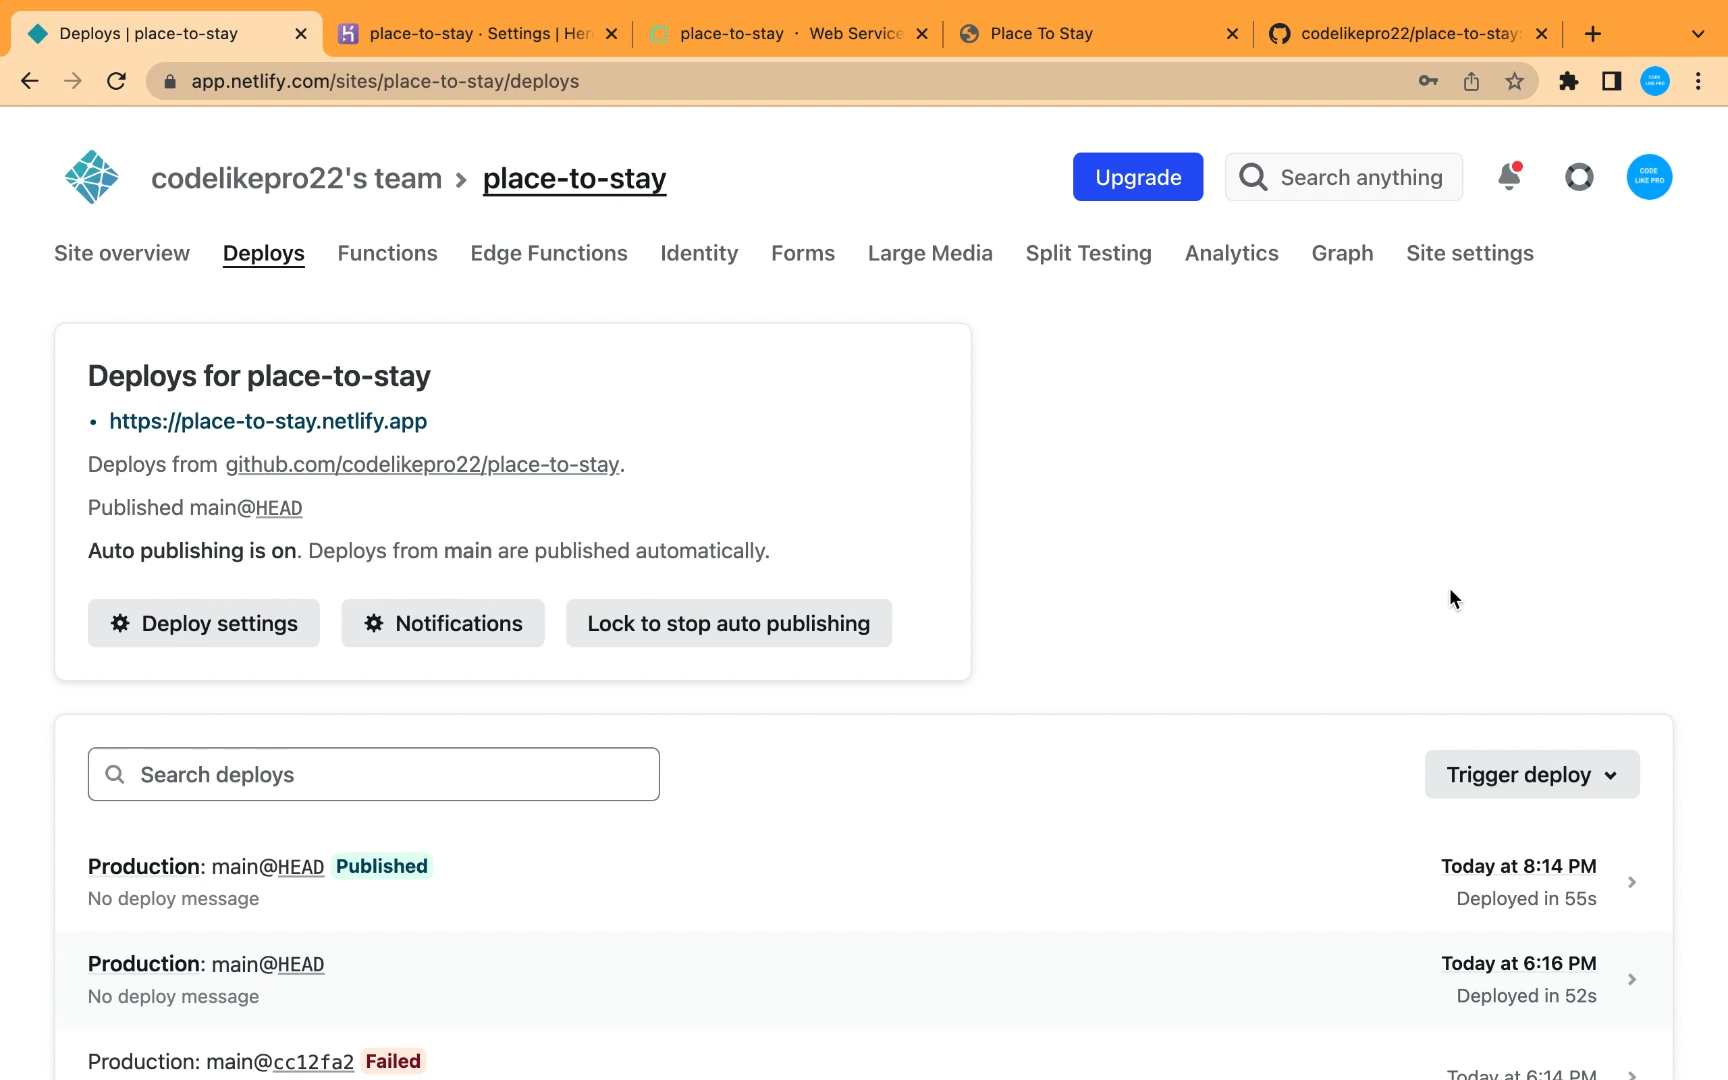 Deploys | place-to-stay
place-to-stay · Settings | Her
place-to-stay · Web Service
Place To Stay
codelikepro22/place-to-stay:
app.netlify.com/sites/place-to-stay/deploys
codelikepro22's team > place-to-stay
Upgrade
Search anything
CODE
LIKE PRO
Site overview
Deploys
Functions
Edge Functions
Identity
Forms
Large Media
Split Testing
Analytics
Graph
Site settings
Deploys for place-to-stay
• https://place-to-stay.netlify.app
Deploys from github.com/codelikepro22/place-to-stay.
Published main@HEAD
Auto publishing is on. Deploys from main are published automatically.
Deploy settings
Notifications
Lock to stop auto publishing
Search deploys
Trigger deploy
Production: main@HEAD Published
Today at 8:14 PM
No deploy message
Deployed in 55s
Production: main@HEAD
Today at 6:16 PM
No deploy message
Deployed in 52s
Production: main@cc12fa2 Failed
Today at 6:14 PM